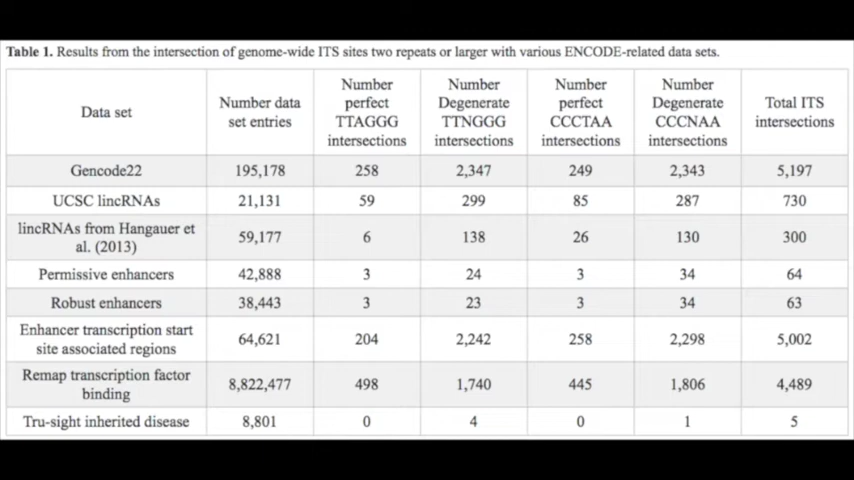 Table 1. Results from the intersection of genome-wide ITS sites two repeats or larger with various ENCODE-related data sets.
Data set
Number data
set entries
Number
perfect
TTAGGG
intersections
Number
Degenerate
TTNGGG
intersections
Number
perfect
CCCTAA
intersections
Number
Degenerate
CCCNAA
intersections
Total ITS
intersections
Gencode22 195,178 258 2,347 249 2,343 5,197
UCSC lincRNAs 21,131 59 299 85 287 730
lincRNAs from Hangauer et
al. (2013)
59,177 6 138 26 130 300
Permissive enhancers 42,888 3 24 3 34 64
Robust enhancers 38,443 3 23 3 34 63
Enhancer transcription start
site associated regions
64,621 204 2,242 258 2,298 5,002
Remap transcription factor
binding
8,822,477 498 1,740 445 1,806 4,489
Tru-sight inherited disease 8,801 0 4 0 1 5